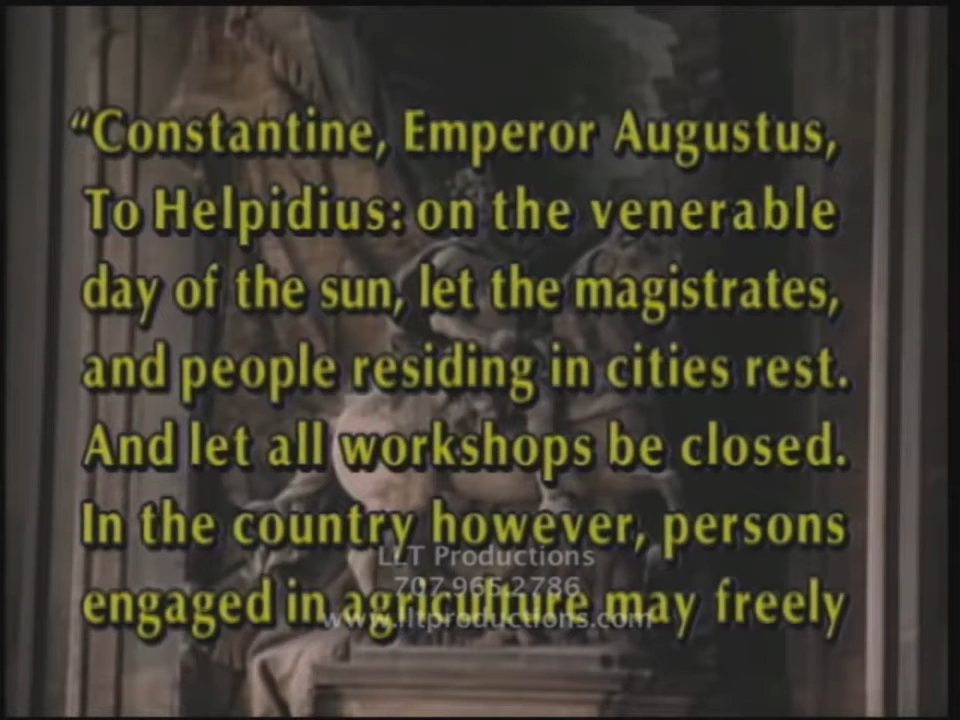 “Constantine, Emperor Augustus,
To Helpidius: on the venerable
day of the sun, let the magistrates,
and people residing in cities rest.
And let all workshops be closed.
In the country however, persons
LLT Productions
707.965.2786
engaged in agriculture may freely
www.lltproductions.com